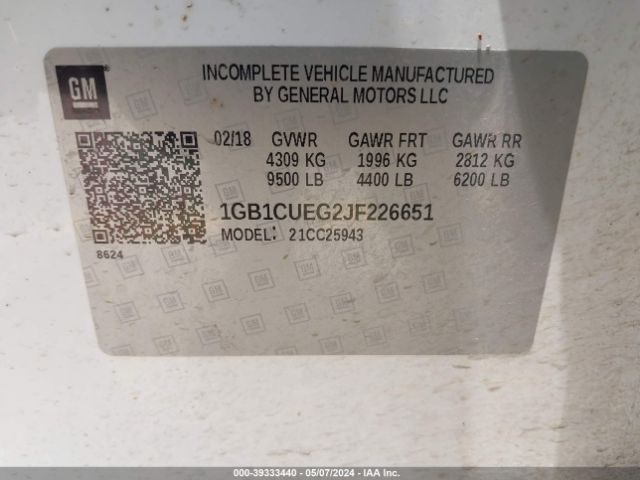 GM
INCOMPLETE VEHICLE MANUFACTURED
BY GENERAL MOTORS LLC
02/18 GVWR GAWR FRT GAWR RR
4309 KG 1996 KG 2812 KG
9500 LB 4400 LB 6200 LB
1GB1CUEG2JF226651
MODEL: 21CC25943
8624
000-39333440 - 05/07/2024 - IAA Inc.